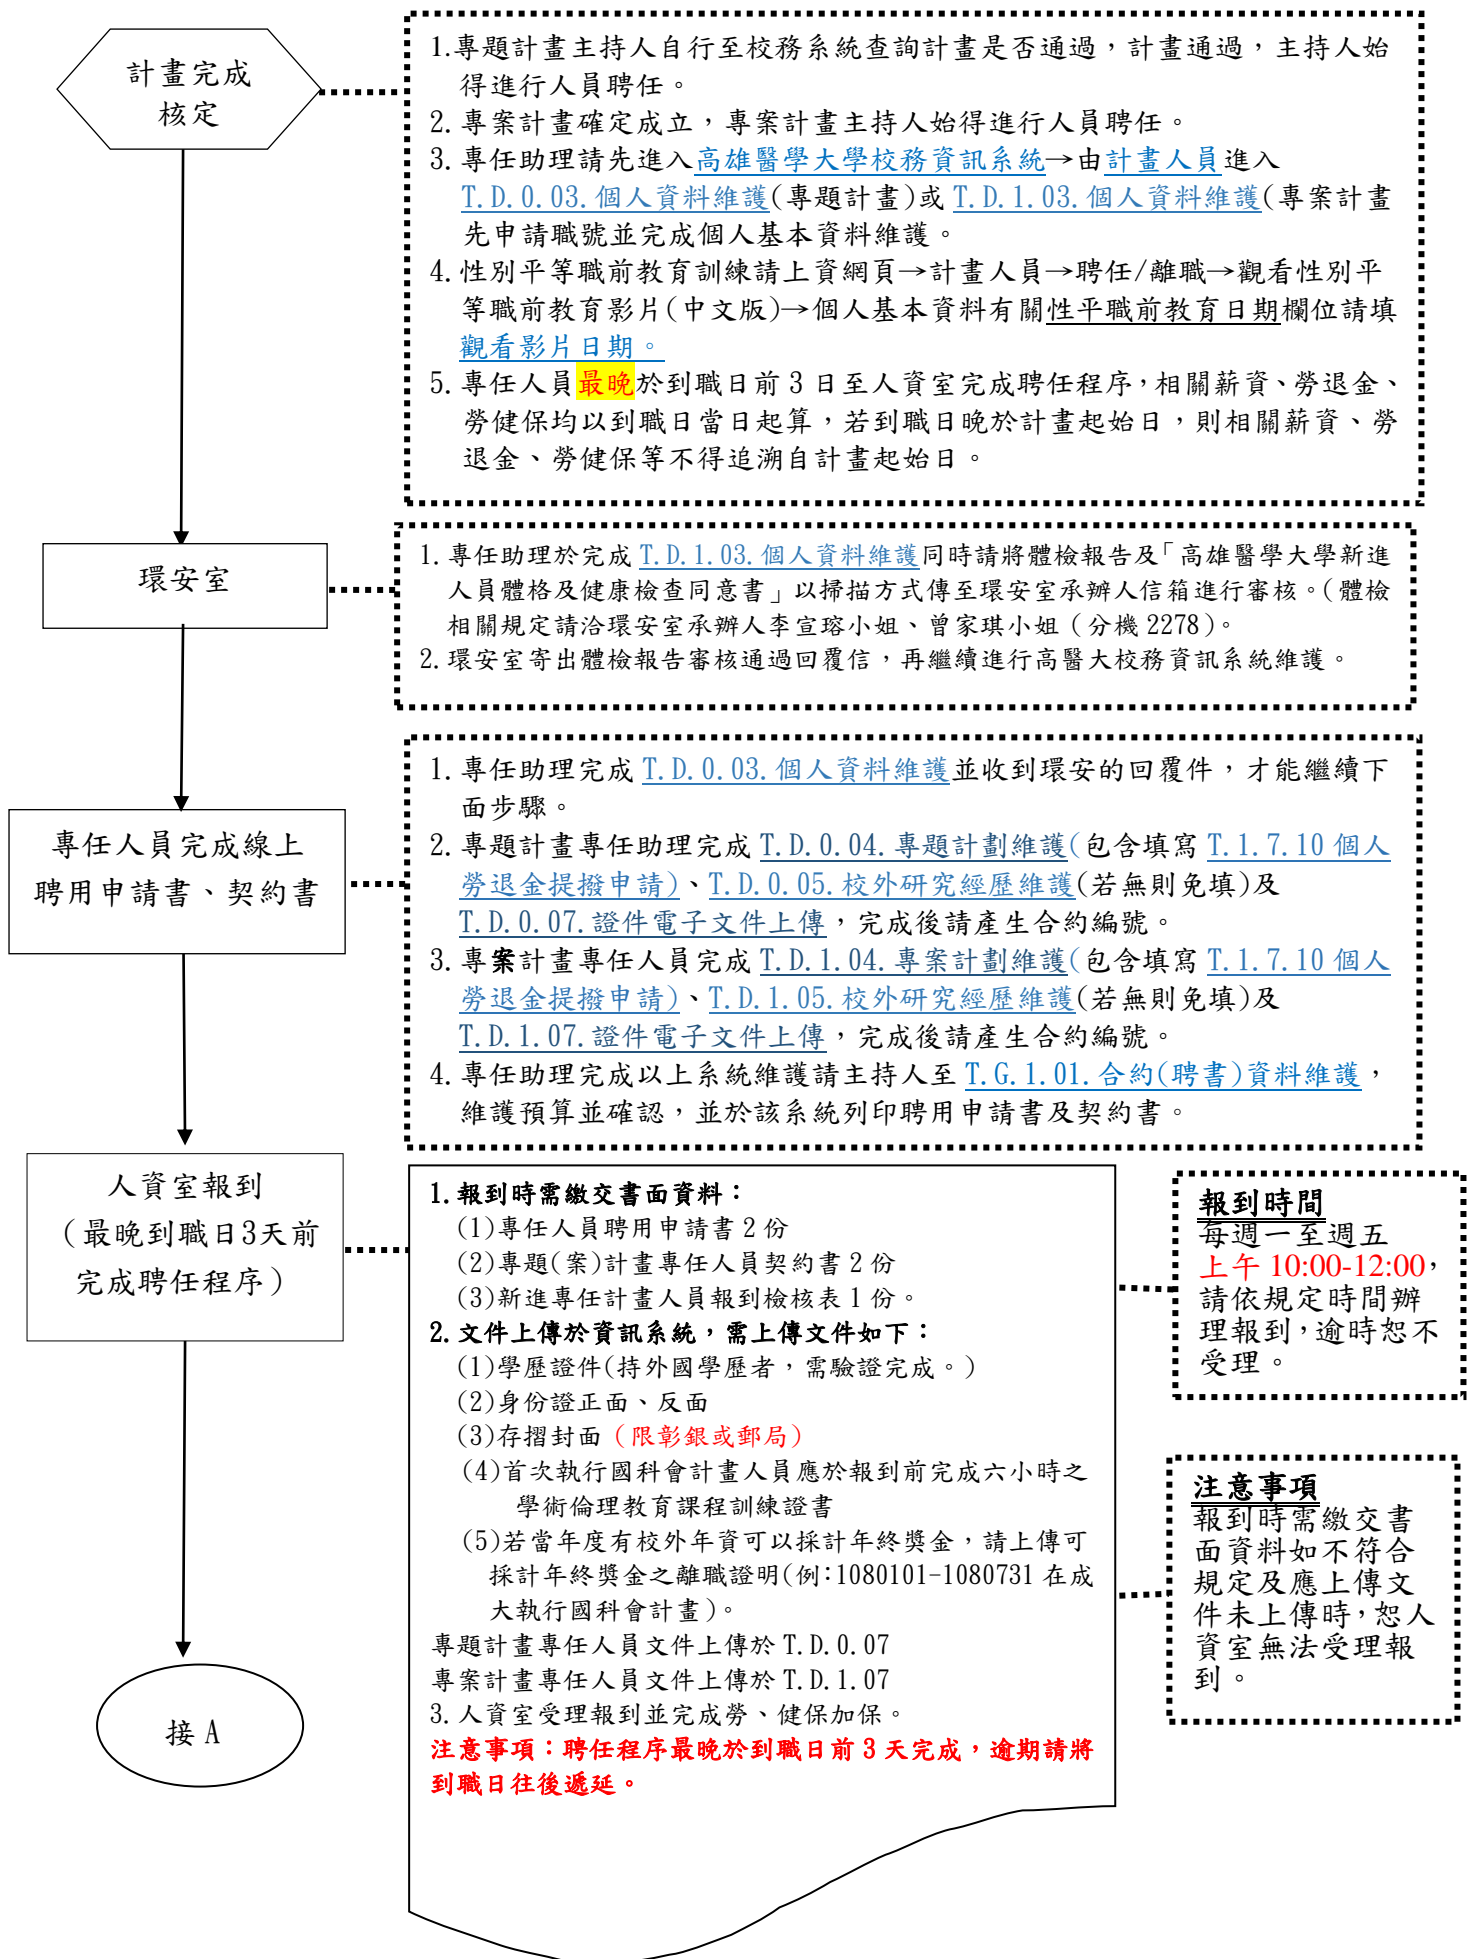 計畫完成
核定
1.專題計畫主持人自行至校務系統查詢計畫是否通過，計畫通過，主持人始
得進行人員聘任。
2.專案計畫確定成立，專案計畫主持人始得進行人員聘任。
3.專任助理請先進入高雄醫學大學校務資訊系統→由計畫人員進入
T.D.0.03.個人資料維護(專題計畫)或 T.D.1.03.個人資料維護(專案計畫
先申請職號並完成個人基本資料維護。
4.性別平等職前教育訓練請上資網頁→計畫人員→聘任/離職→觀看性別平
等職前教育影片(中文版)→個人基本資料有關性平職前教育日期欄位請填
觀看影片日期。
5.專任人員最晚於到職日前 3 日至人資室完成聘任程序，相關薪資、勞退金、
勞健保均以到職日當日起算，若到職日晚於計畫起始日，則相關薪資、勞
退金、勞健保等不得追溯自計畫起始日。
環安室
1.專任助理於完成 T.D.1.03.個人資料維護同時請將體檢報告及「高雄醫學大學新進
人員體格及健康檢查同意書」以掃描方式傳至環安室承辦人信箱進行審核。(體檢
相關規定請洽環安室承辦人李宣瑢小姐、曾家琪小姐（分機 2278)。
2.環安室寄出體檢報告審核通過回覆信，再繼續進行高醫大校務資訊系統維護。
專任人員完成線上
聘用申請書、契約書
1.專任助理完成 T.D.0.03.個人資料維護並收到環安的回覆件，才能繼續下
面步驟。
2.專題計畫專任助理完成 T.D.0.04.專題計劃維護(包含填寫 T.1.7.10 個人
勞退金提撥申請)、T.D.0.05.校外研究經歷維護(若無則免填)及
T.D.0.07.證件電子文件上傳，完成後請產生合約編號。
3.專案計畫專任人員完成 T.D.1.04.專案計劃維護(包含填寫 T.1.7.10 個人
勞退金提撥申請)、T.D.1.05.校外研究經歷維護(若無則免填)及
T.D.1.07.證件電子文件上傳，完成後請產生合約編號。
4.專任助理完成以上系統維護請主持人至 T.G.1.01.合約(聘書)資料維護，
維護預算並確認，並於該系統列印聘用申請書及契約書。
人資室報到
（最晚到職日3天前
完成聘任程序）
1.報到時需繳交書面資料：
(1)專任人員聘用申請書 2 份
(2)專題(案)計畫專任人員契約書 2 份
(3)新進專任計畫人員報到檢核表 1 份。
2.文件上傳於資訊系統，需上傳文件如下：
(1)學歷證件(持外國學歷者，需驗證完成。)
(2)身份證正面、反面
(3)存摺封面（限彰銀或郵局）
(4)首次執行國科會計畫人員應於報到前完成六小時之
學術倫理教育課程訓練證書
(5)若當年度有校外年資可以採計年終獎金，請上傳可
採計年終獎金之離職證明(例:1080101-1080731 在成
大執行國科會計畫)。
專題計畫專任人員文件上傳於 T.D.0.07
專案計畫專任人員文件上傳於 T.D.1.07
3.人資室受理報到並完成勞、健保加保。
注意事項：聘任程序最晚於到職日前 3 天完成，逾期請將
到職日往後遞延。
報到時間
每週一至週五
上午 10:00-12:00，
請依規定時間辦
理報到，逾時恕不
受理。
注意事項
報到時需繳交書
面資料如不符合
規定及應上傳文
件未上傳時，恕人
資室無法受理報
到。
接 A